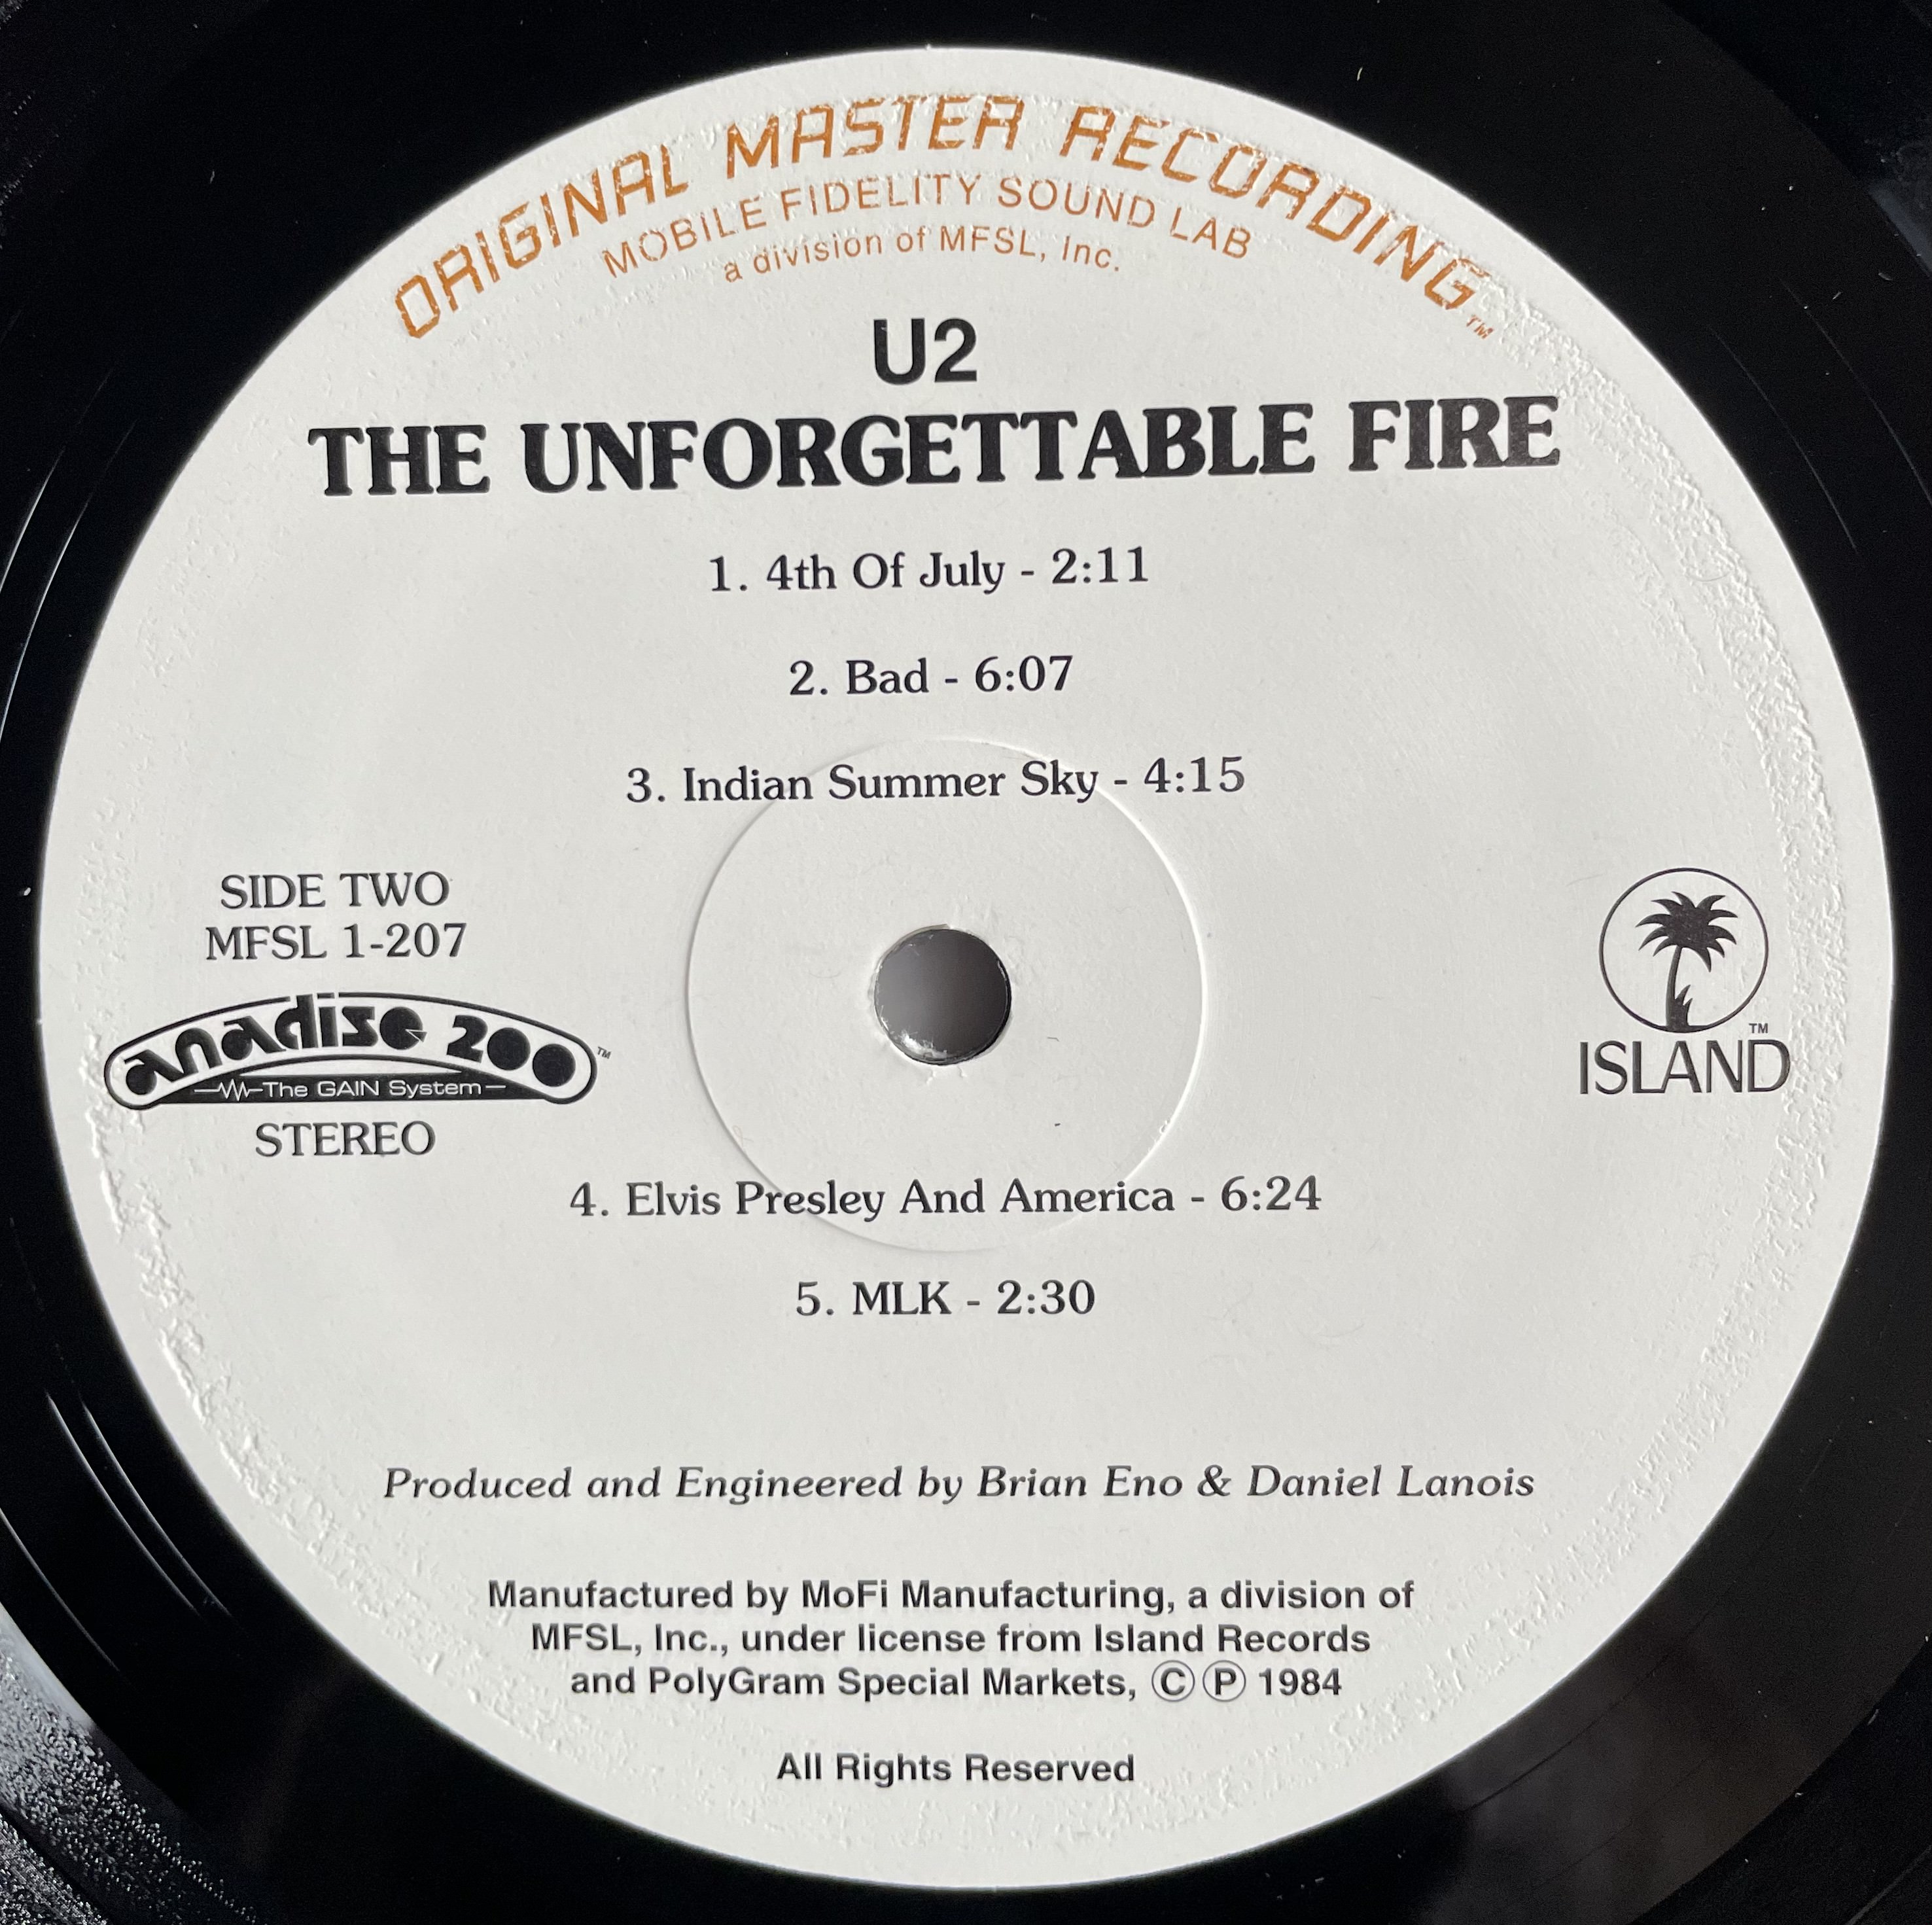 ORIGINAL MASTER RECORDING™
MOBILE FIDELITY SOUND LAB
a division of MFSL, Inc.
U2
THE UNFORGETTABLE FIRE
1. 4th Of July - 2:11
2. Bad - 6:07
3. Indian Summer Sky - 4:15
SIDE TWO
MFSL 1-207
anadisq 200™
The GAIN System
STEREO
™
ISLAND
4. Elvis Presley And America - 6:24
5. MLK - 2:30
Produced and Engineered by Brian Eno & Daniel Lanois
Manufactured by MoFi Manufacturing, a division of
MFSL, Inc., under license from Island Records
and PolyGram Special Markets, Ⓒ Ⓟ 1984
All Rights Reserved